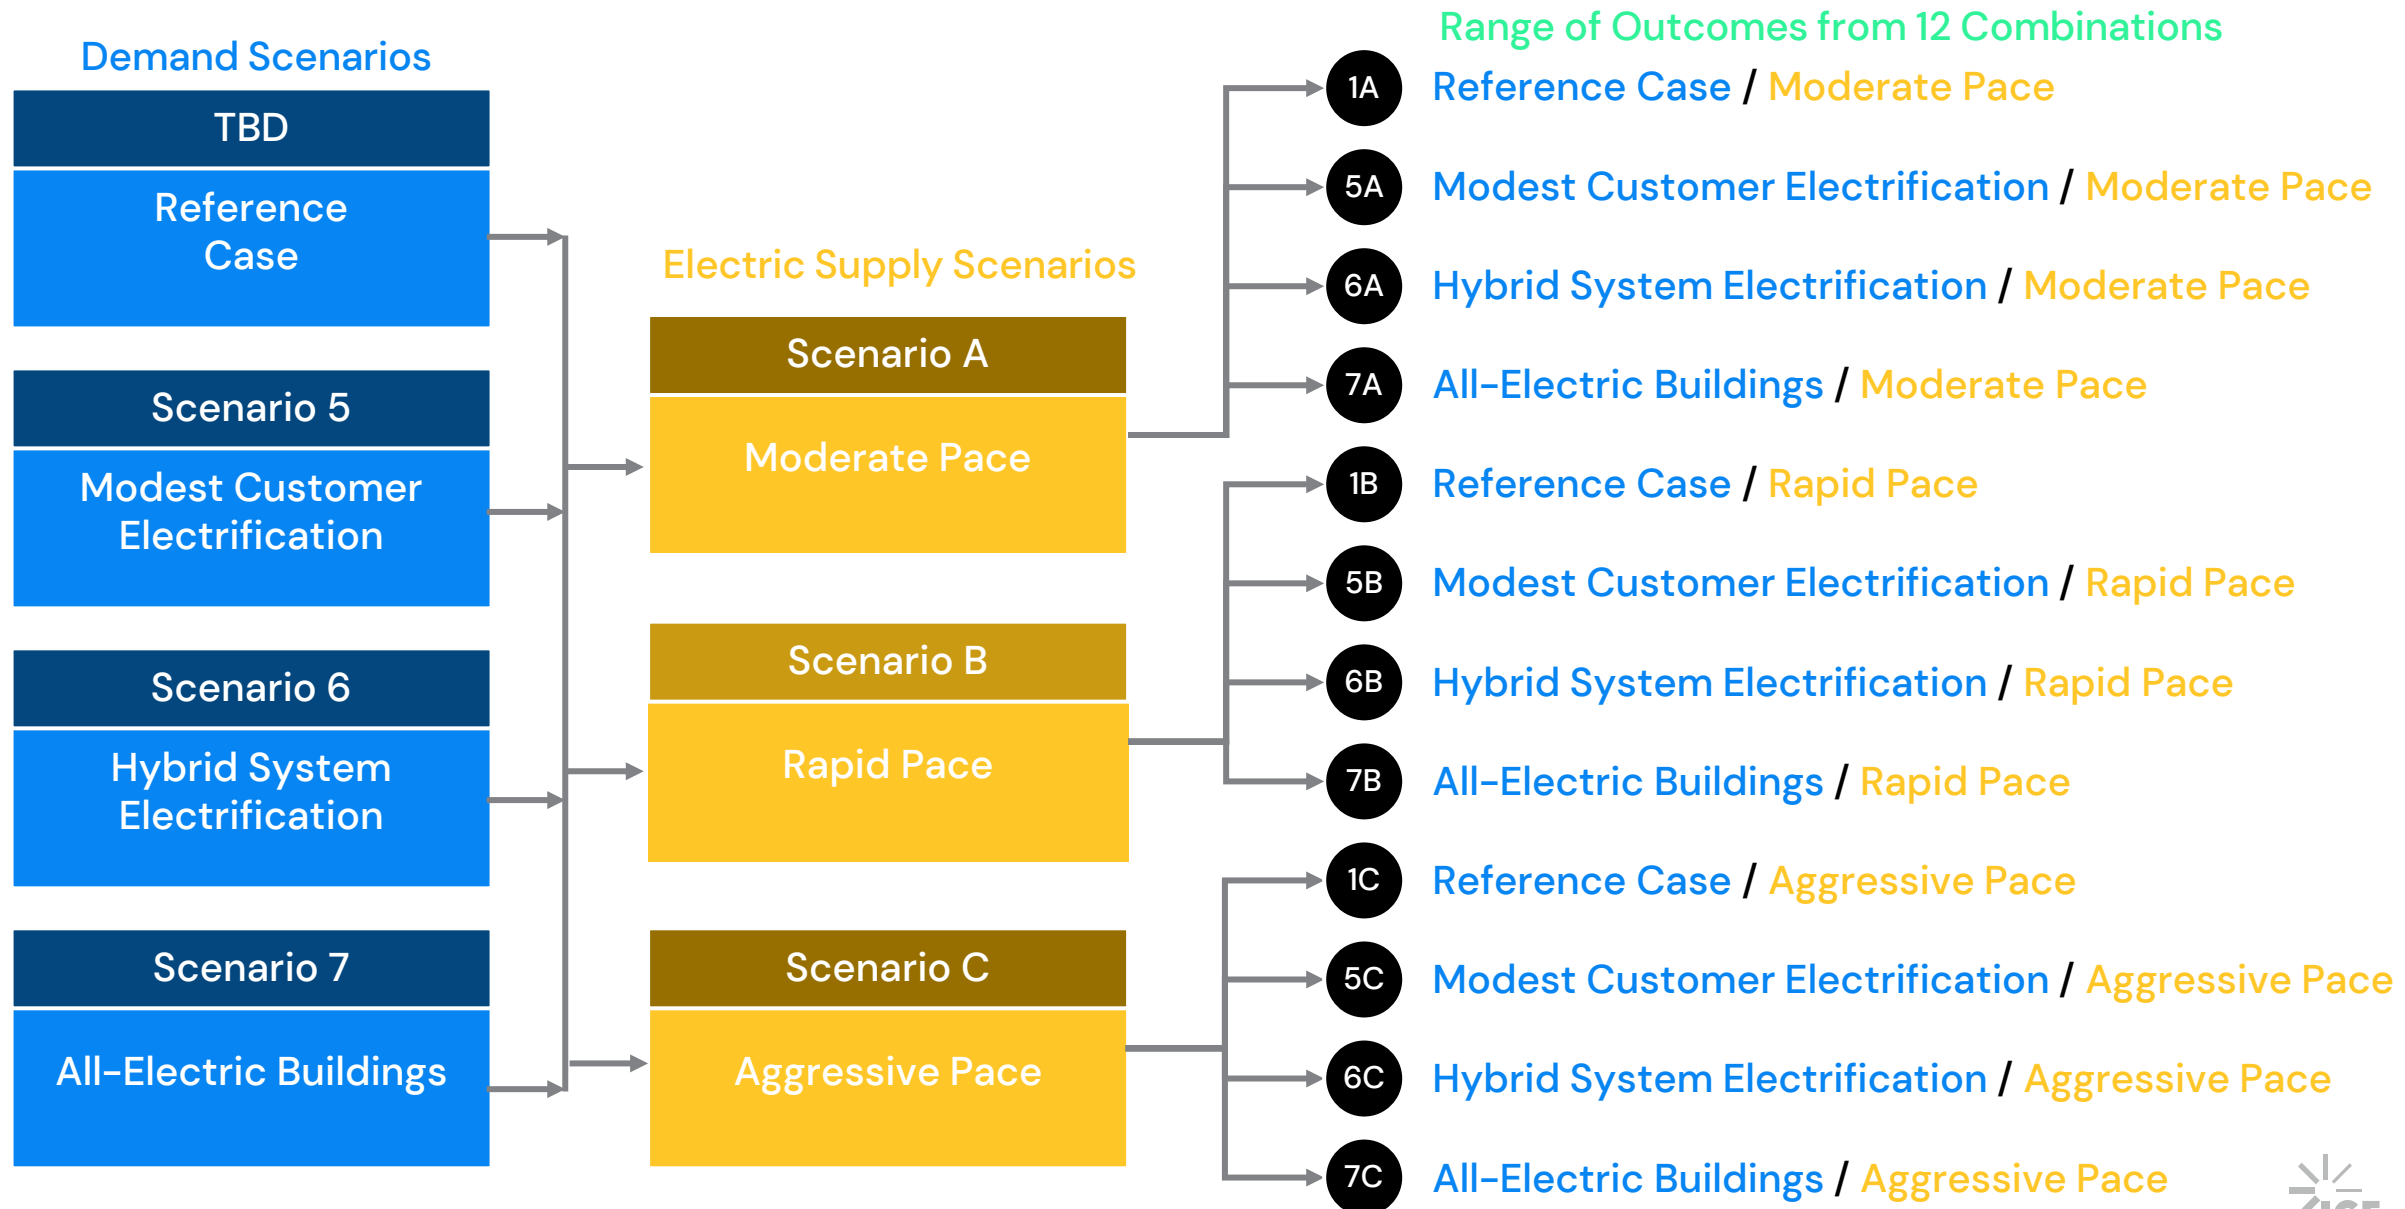 Demand Scenarios
TBD
Reference
Case
Scenario 5
Modest Customer
Electrification
Scenario 6
Hybrid System
Electrification
Scenario 7
All-Electric Buildings
Electric Supply Scenarios
Scenario A
Moderate Pace
Scenario B
Rapid Pace
Scenario C
Aggressive Pace
Range of Outcomes from 12 Combinations
1A Reference Case / Moderate Pace
5A Modest Customer Electrification / Moderate Pace
6A Hybrid System Electrification / Moderate Pace
7A All-Electric Buildings / Moderate Pace
1B Reference Case / Rapid Pace
5B Modest Customer Electrification / Rapid Pace
6B Hybrid System Electrification / Rapid Pace
7B All-Electric Buildings / Rapid Pace
1C Reference Case / Aggressive Pace
5C Modest Customer Electrification / Aggressive Pace
6C Hybrid System Electrification / Aggressive Pace
7C All-Electric Buildings / Aggressive Pace